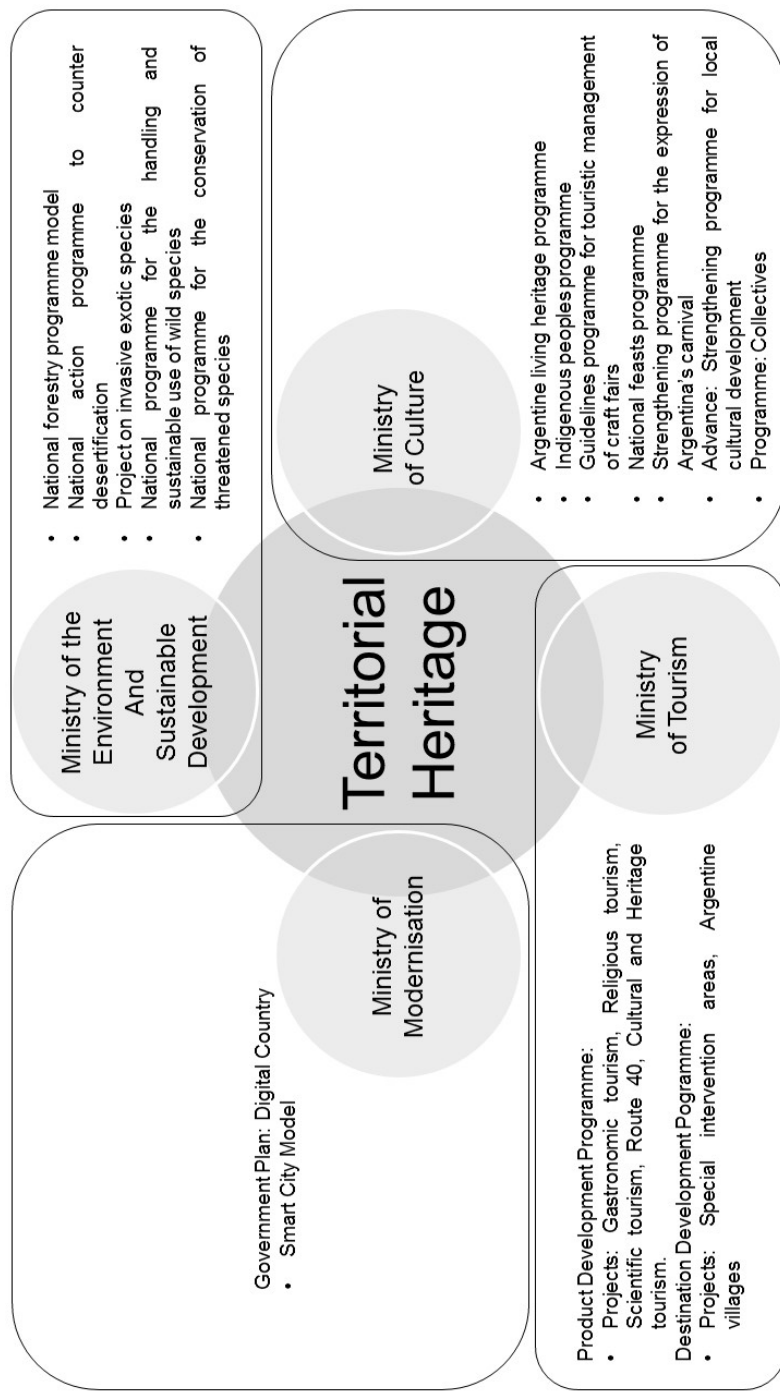 Ministry of the
Environment
And
Sustainable
Development
• National forestry programme model
• National action programme to counter
desertification
• Project on invasive exotic species
• National programme for the handling and
sustainable use of wild species
• National programme for the conservation of
threatened species
Government Plan: Digital Country
• Smart City Model
Ministry of
Modernisation
Territorial
Heritage
Ministry
of Culture
• Argentine living heritage programme
• Indigenous peoples programme
• Guidelines programme for touristic management
of craft fairs
• National feasts programme
• Strengthening programme for the expression of
Argentina's carnival
• Advance: Strengthening programme for local
cultural development
• Programme: Collectives
Product Development Programme:
• Projects: Gastronomic tourism, Religious tourism,
Scientific tourism, Route 40, Cultural and Heritage
tourism.
Destination Development Pogramme:
• Projects: Special intervention areas, Argentine
villages
Ministry
of Tourism